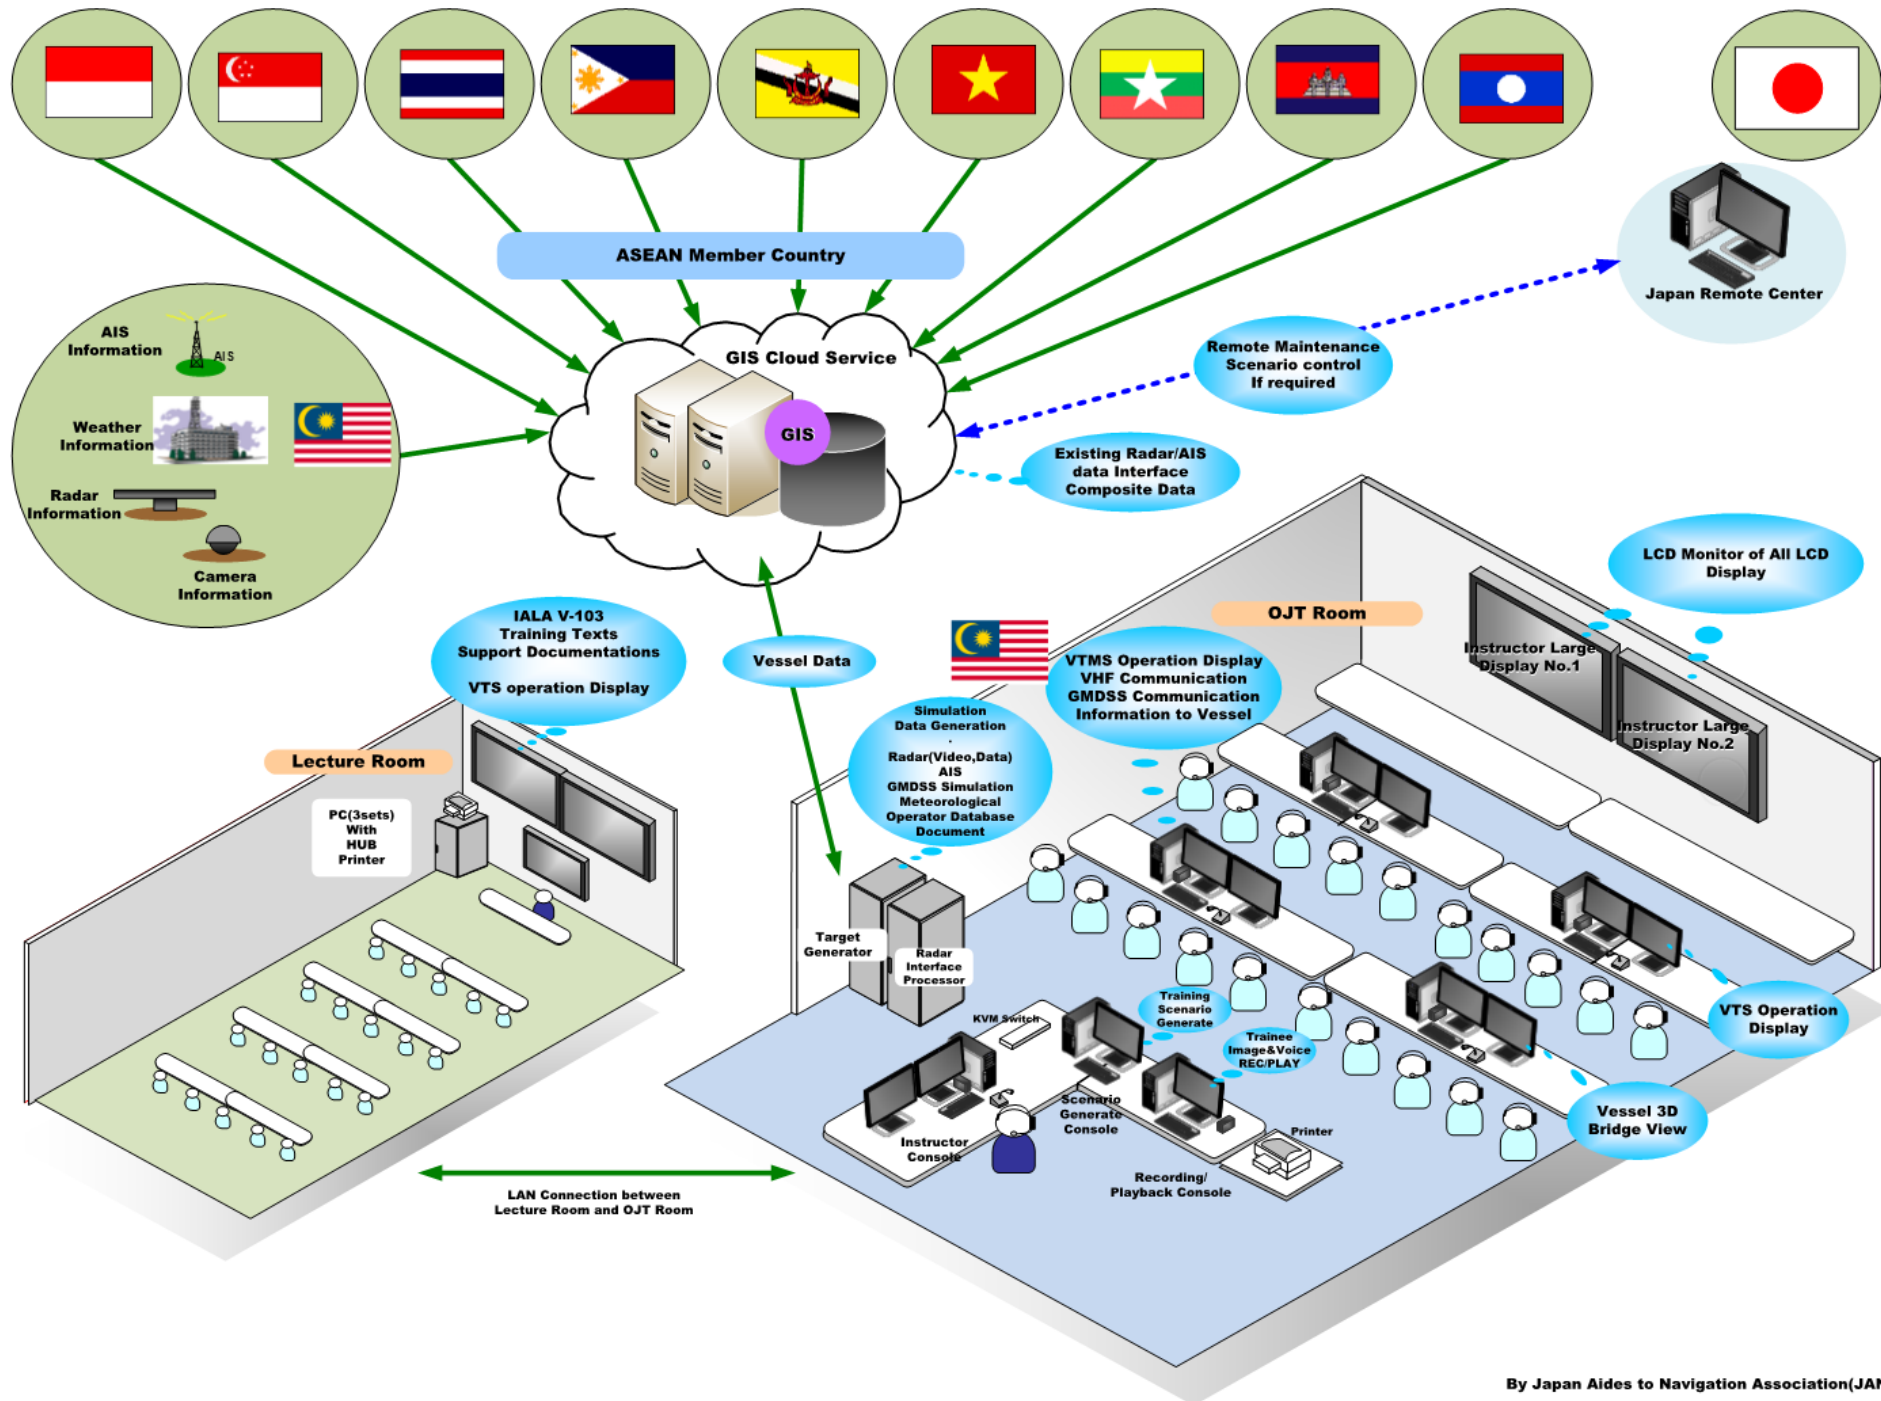 ASEAN Member Country
Japan Remote Center
AIS
Information
AIS
GIS Cloud Service
Remote Maintenance
Scenario control
If required
Weather
Information
GIS
Existing Radar/AIS
data Interface
Composite Data
Radar
Information
Camera
Information
LCD Monitor of All LCD
Display
OJT Room
IALA V-103
Training Texts
Support Documentations
VTS operation Display
Vessel Data
VTMS Operation Display
VHF Communication
GMDSS Communication
Information to Vessel
Instructor Large
Display No.1
Instructor Large
Display No.2
Simulation
Data Generation
.
Radar(Video,Data)
AIS
GMDSS Simulation
Meteorological
Operator Database
Document
Lecture Room
PC(3sets)
With
HUB
Printer
Target
Generator
Radar
Interface
Processor
Training
Scenario
Generate
KVM Switch
Trainee
Image&Voice
REC/PLAY
VTS Operation
Display
Scenario
Generate
Console
Vessel 3D
Bridge View
Instructor
Console
Printer
Recording/
Playback Console
LAN Connection between
Lecture Room and OJT Room
By Japan Aides to Navigation Association(JAN